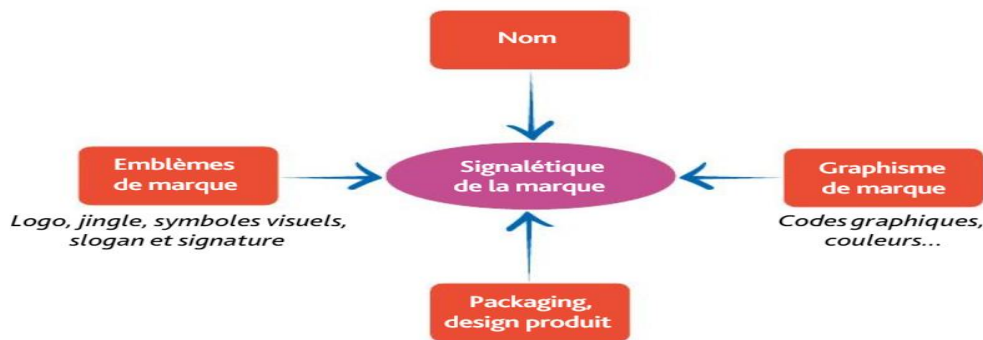 Nom
Emblèmes
de marque
Logo, jingle, symboles visuels,
slogan et signature
Signalétique
de la marque
Graphisme
de marque
Codes graphiques,
couleurs...
Packaging,
design produit